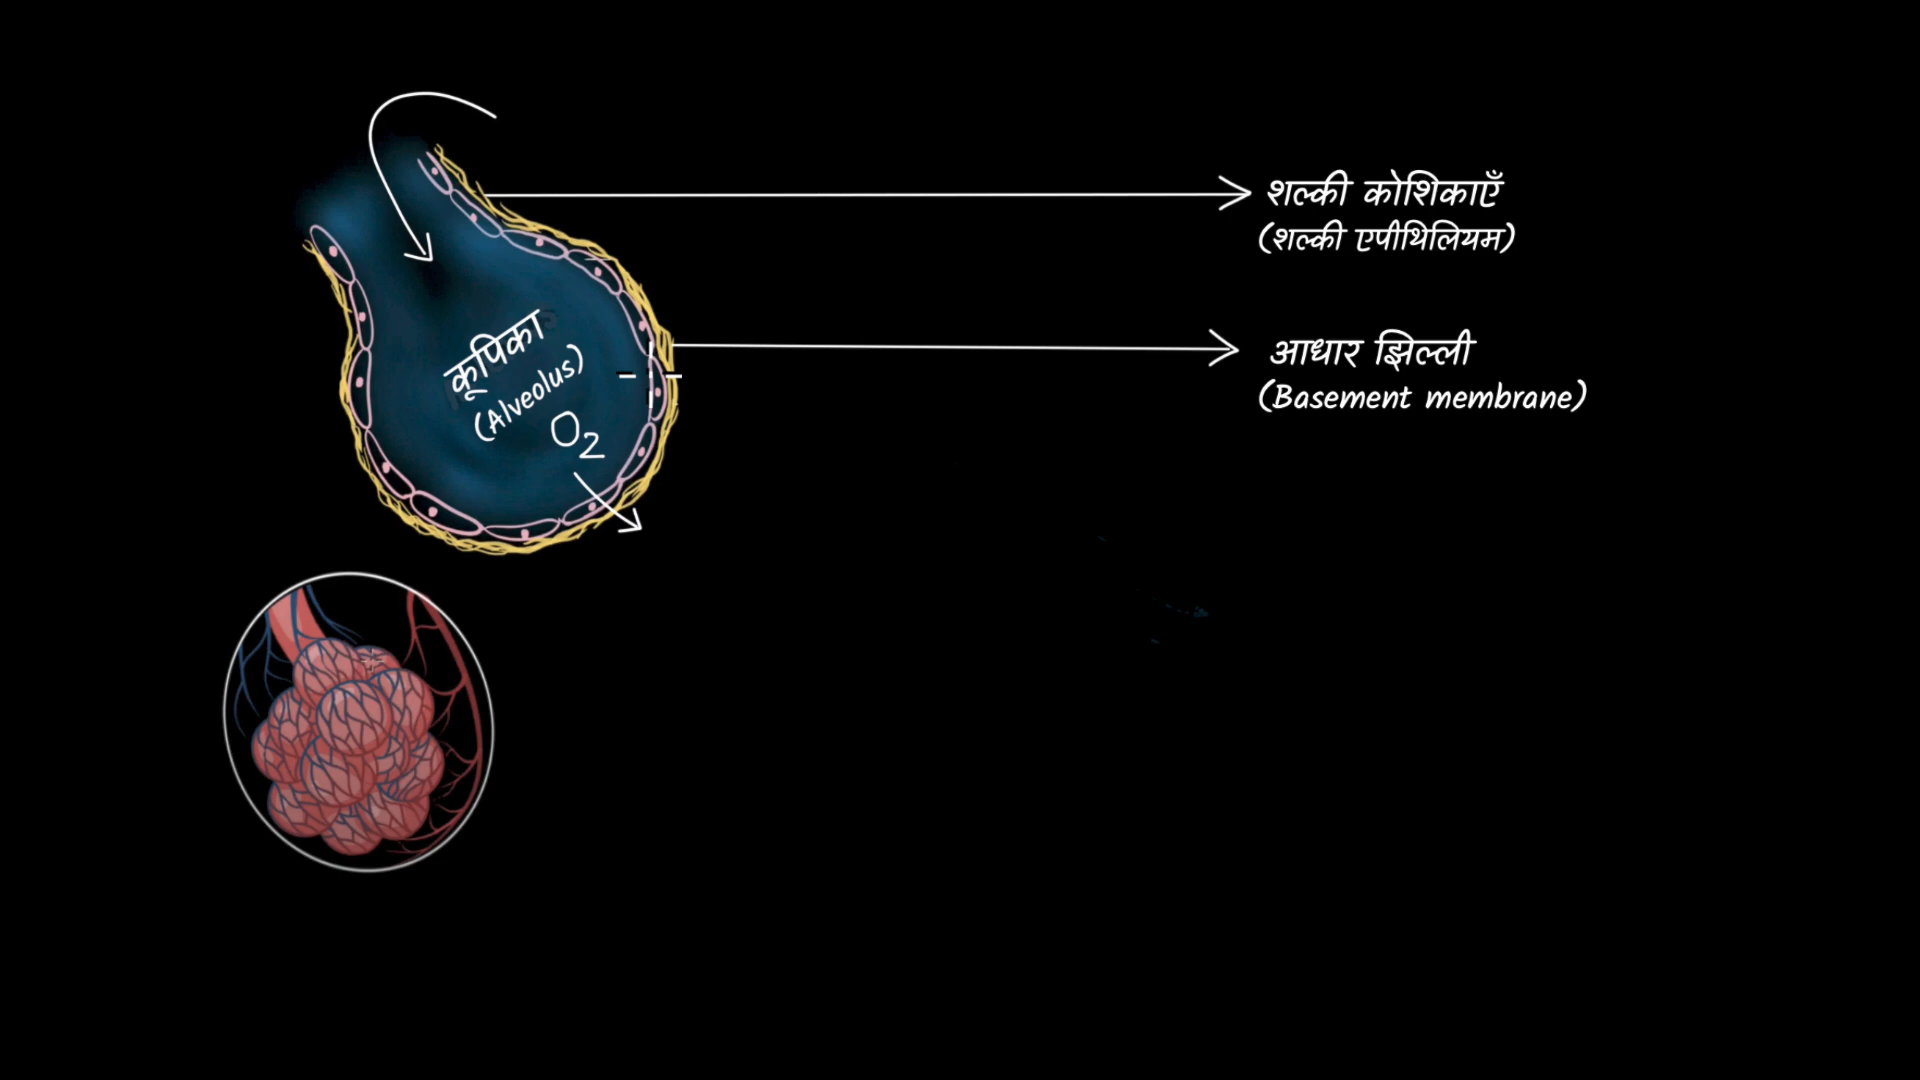 शल्की कोशिकाएँ
(शल्की एपीथिलियम)
कूपिका
(Alveolus)
O₂
आधार झिल्ली
(Basement membrane)